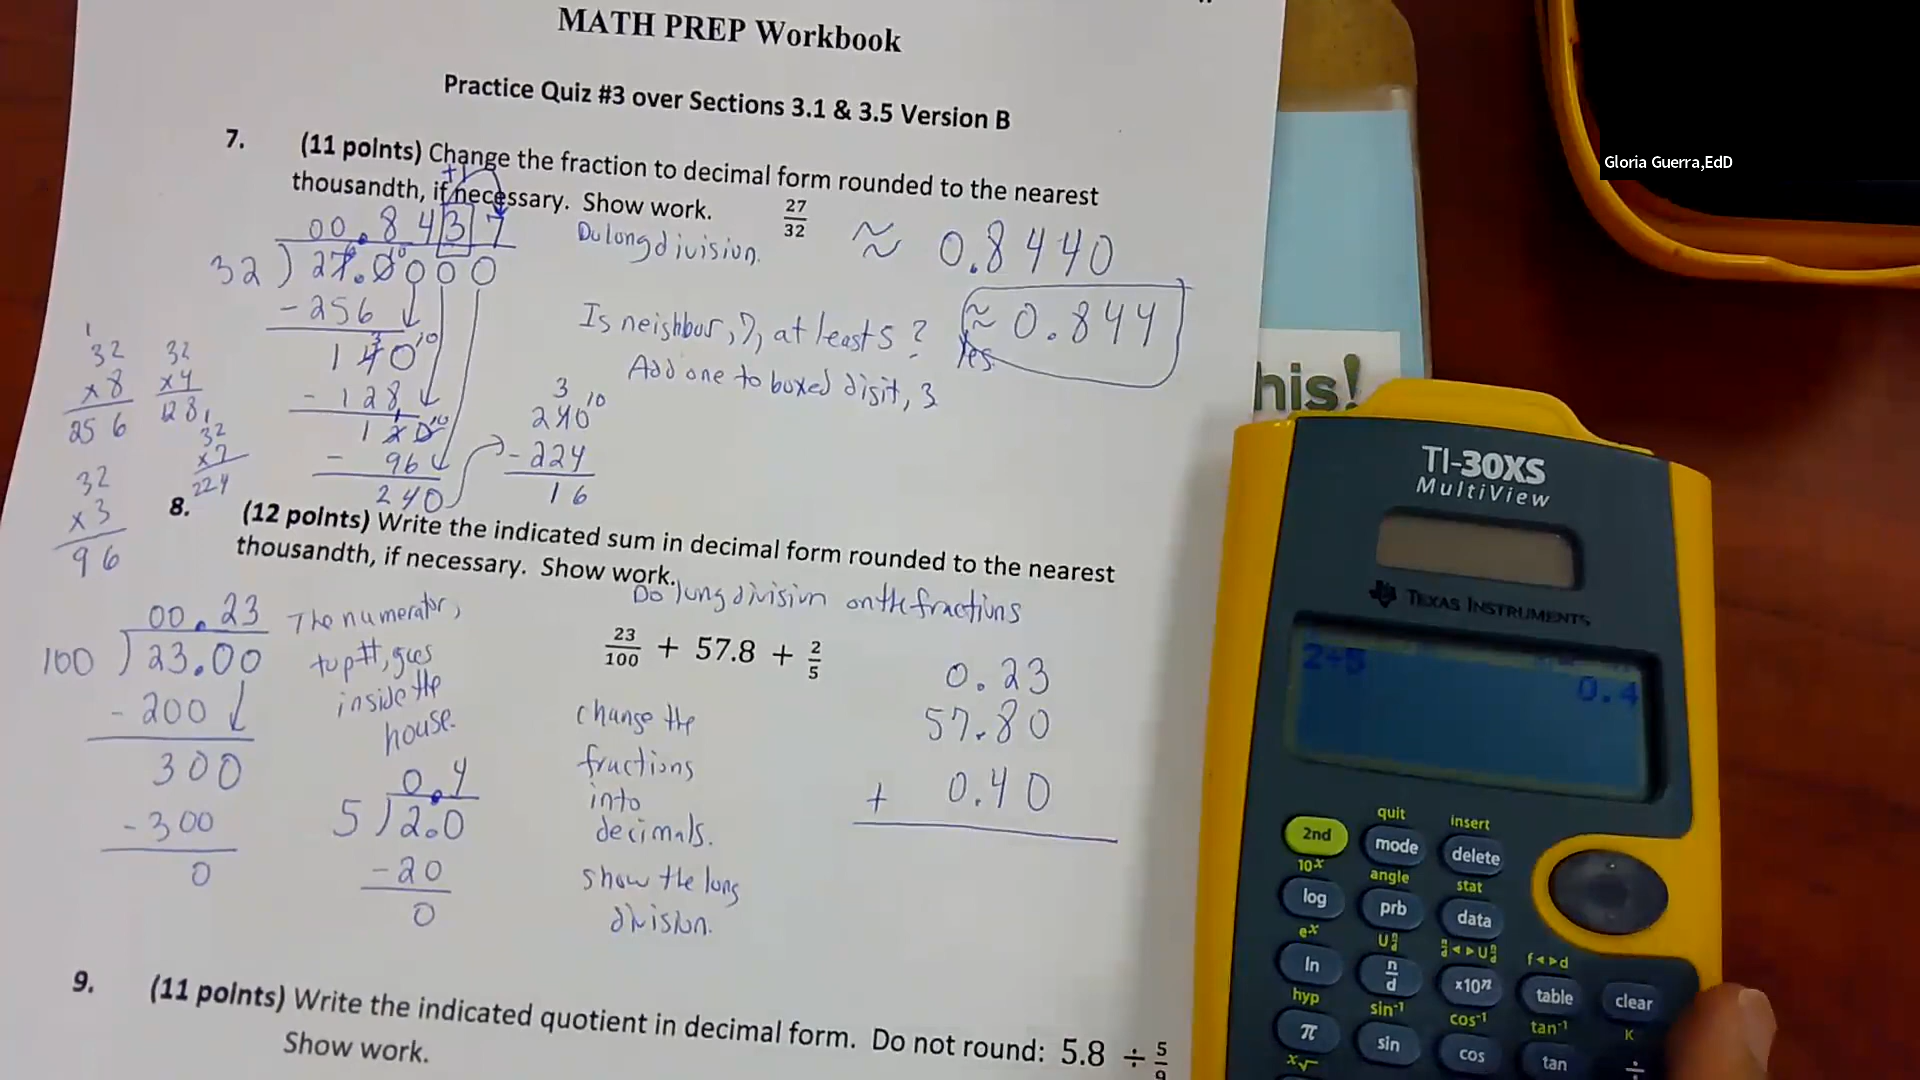 MATH PREP Workbook
Practice Quiz #3 over Sections 3.1 & 3.5 Version B
Gloria Guerra,EdD
7. (11 points) Change the fraction to decimal form rounded to the nearest
thousandth, if necessary. Show work. 27/32 ≈ 0.8440
+1
00.8437
32 ) 27.0000
Do long division.
≈ 0.844
- 256
140
- 128
120
- 96
240
Is neighbor, 7, at least 5? Yes.
Add one to boxed digit, 3
240
- 224
16
32
x 8
256
32
x 4
128
32
x 7
224
32
x 3
96
8. (12 points) Write the indicated sum in decimal form rounded to the nearest
thousandth, if necessary. Show work.
Do long division on the fractions
23/100 + 57.8 + 2/5
00.23
100 ) 23.00
- 200
300
- 300
0
The numerator,
top #, goes
inside the
house.
0.4
5 ) 2.0
- 20
0
change the
fractions
into
decimals.
show the long
division.
0.23
57.80
+ 0.40
9. (11 points) Write the indicated quotient in decimal form. Do not round: 5.8 ÷ 5/9
Show work.
his!
TI-30XS
MultiView
TEXAS INSTRUMENTS
2÷5
0.4
quit insert
2nd mode delete
10ˣ angle stat
log prb data
eˣ f◄►d
ln n/d x10ⁿ table clear
hyp sin⁻¹ cos⁻¹ tan⁻¹ K
π sin cos tan ÷
x√